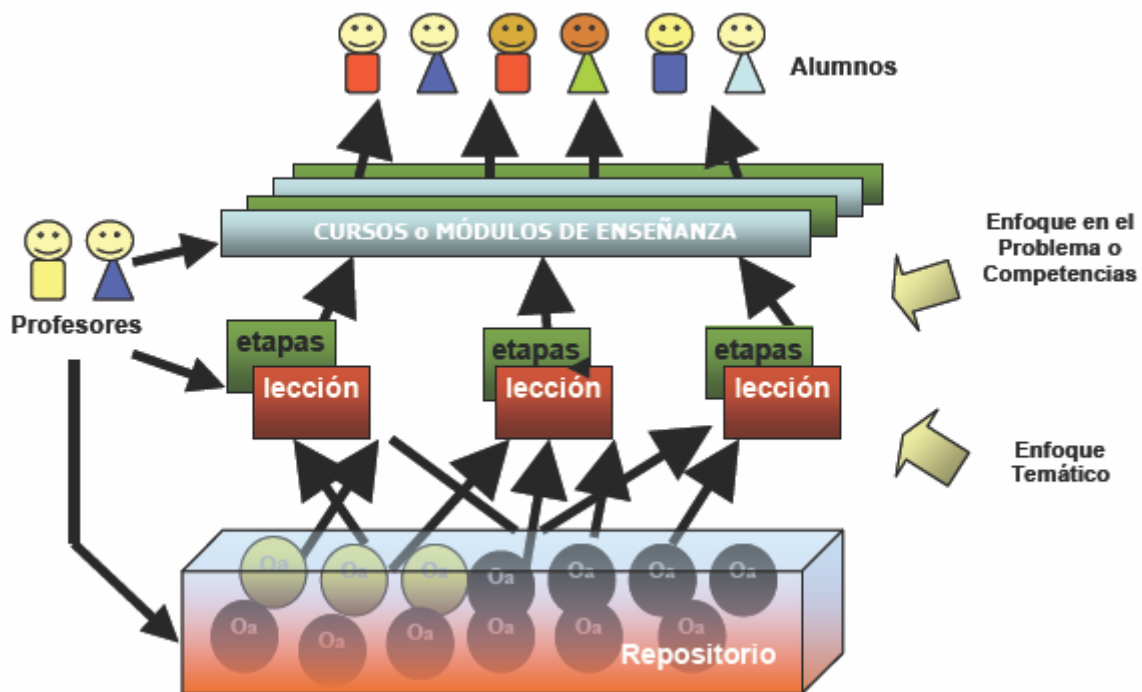 Alumnos
CURSOS o MÓDULOS DE ENSEÑANZA
Enfoque en el
Problema o
Competencias
Profesores
etapas
lección
etapas
lección
etapas
lección
Enfoque
Temático
Oa
Oa
Oa
Oa
Oa
Oa
Oa
Oa
Oa
Oa
Oa
Oa
Oa
Repositorio